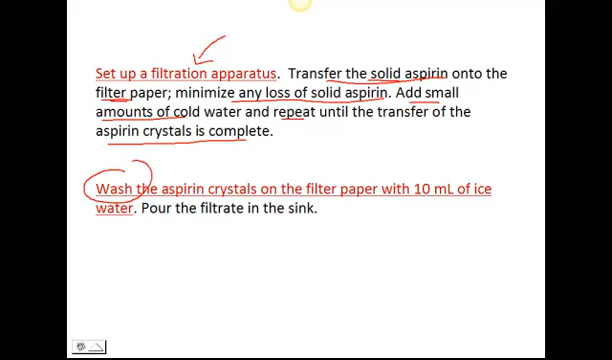 Set up a filtration apparatus. Transfer the solid aspirin onto the
filter paper; minimize any loss of solid aspirin. Add small
amounts of cold water and repeat until the transfer of the
aspirin crystals is complete.
Wash the aspirin crystals on the filter paper with 10 mL of ice
water. Pour the filtrate in the sink.